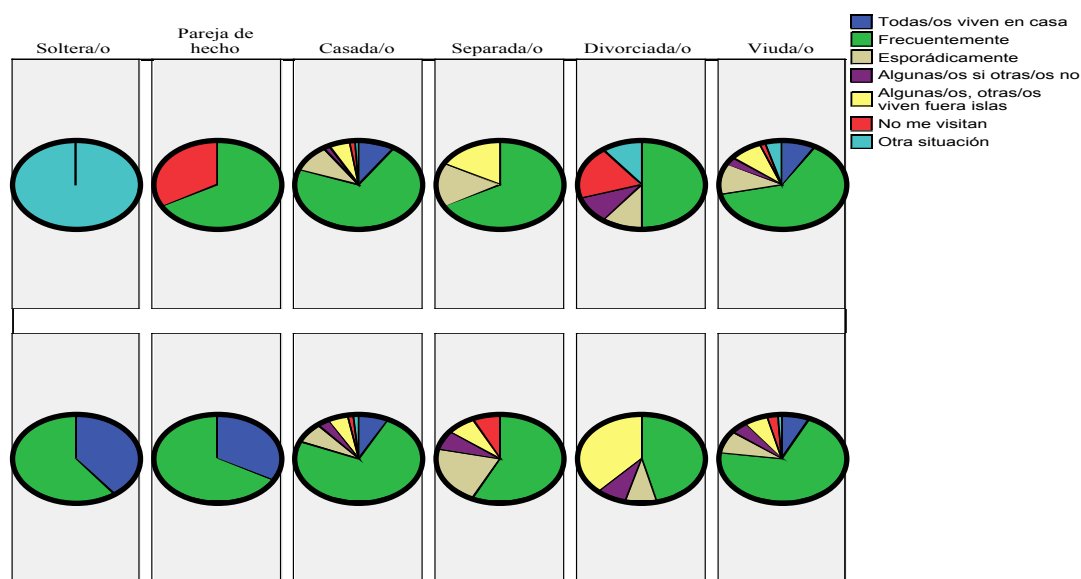 Soltera/o
Pareja de
hecho
Casada/o
Separada/o
Divorciada/o
Viuda/o
Todas/os viven en casa
Frecuentemente
Esporádicamente
Algunas/os si otras/os no
Algunas/os, otras/os
viven fuera islas
No me visitan
Otra situación